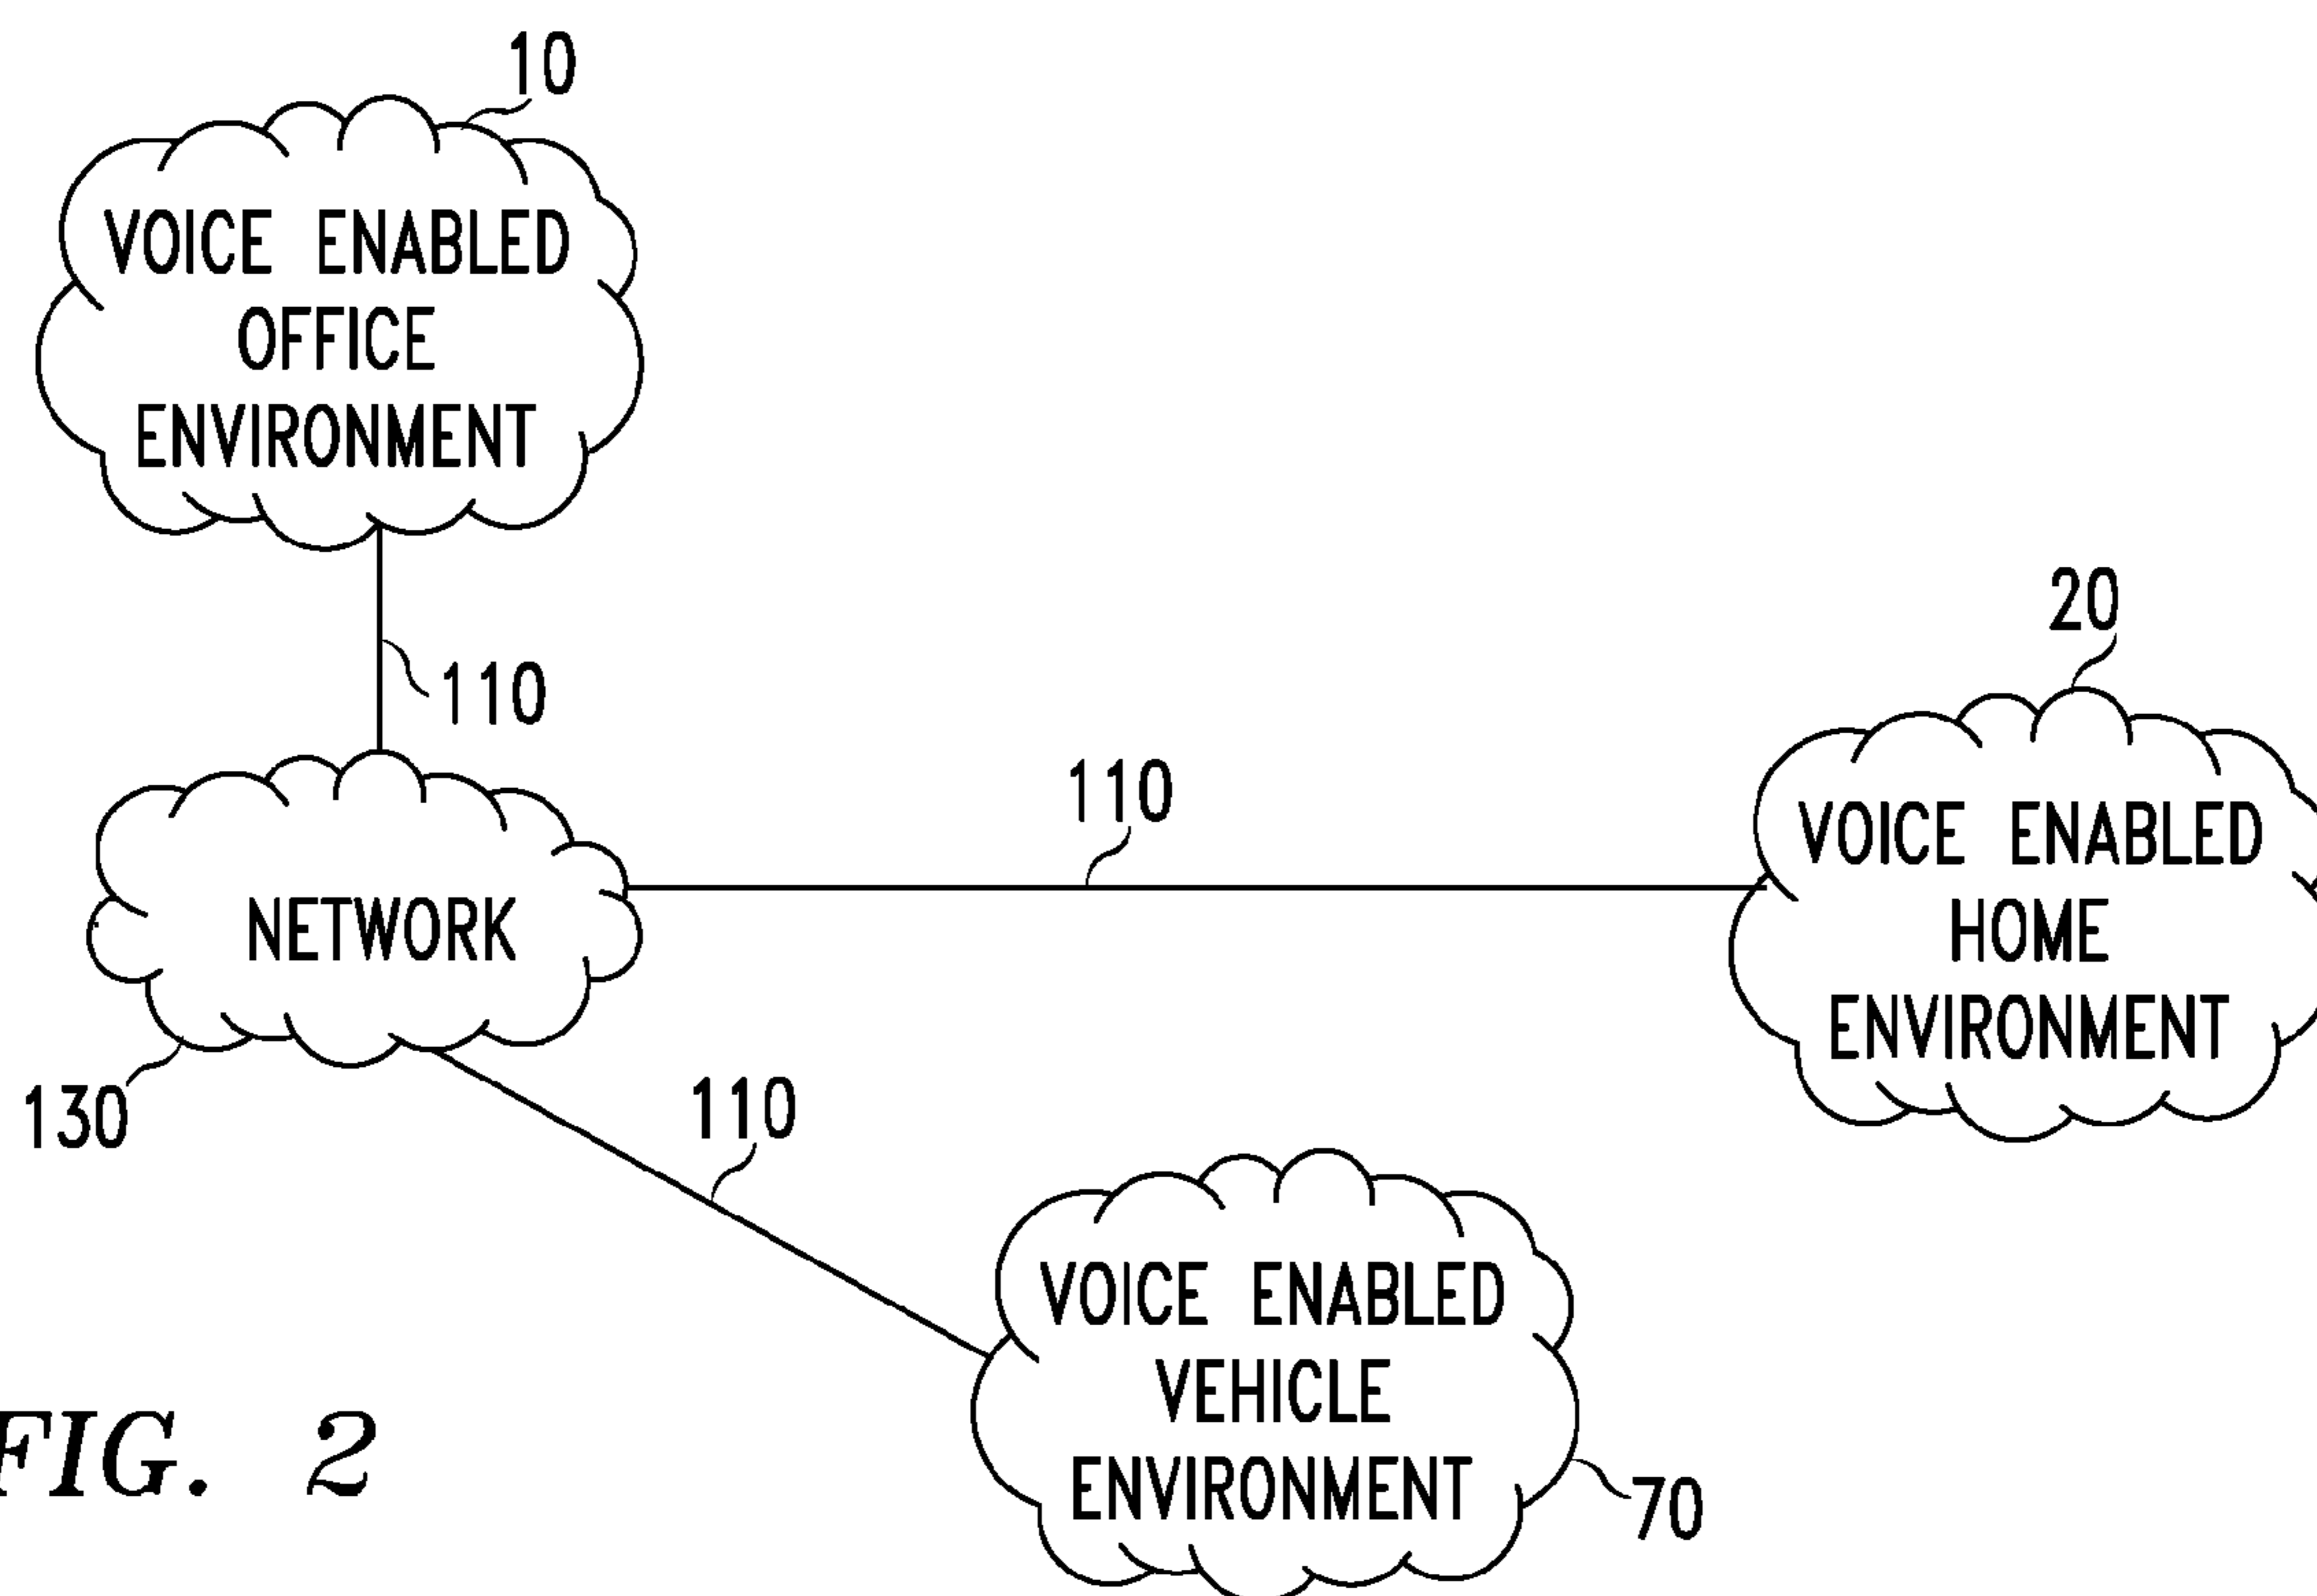 10
VOICE ENABLED
OFFICE
ENVIRONMENT
110
20
110
VOICE ENABLED
HOME
ENVIRONMENT
NETWORK
130
110
VOICE ENABLED
VEHICLE
ENVIRONMENT
70
FIG. 2